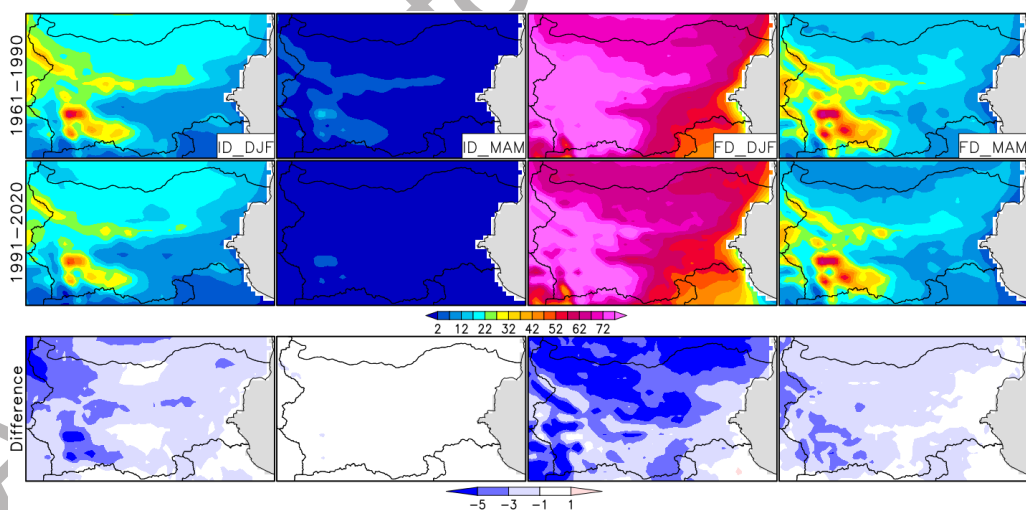 1961−1990
ID_DJF
ID_MAM
FD_DJF
FD_MAM
1991−2020
2 12 22 32 42 52 62 72
Difference
−5 −3 −1 1